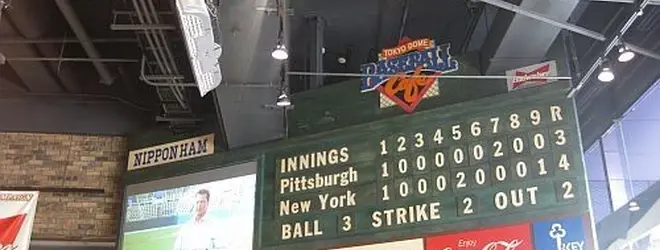 TOKYO DOME
BASEBALL
Cafe
Budweiser
NIPPONHAM
INNINGS 1 2 3 4 5 6 7 8 9 R
Pittsburgh 1 0 0 0 0 0 2 0 0 3
New York 1 0 0 0 2 0 0 0 1 4
BALL 3 STRIKE 2 OUT 2
Enjoy
KEY